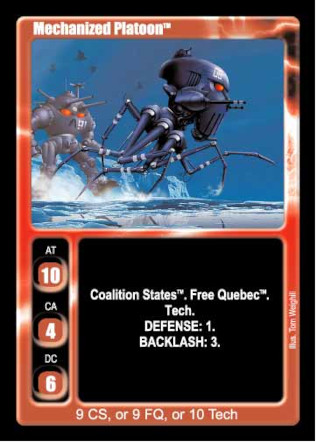 Mechanized Platoon™
AT
10
CA
4
DC
6
Coalition States™. Free Quebec™.
Tech.
DEFENSE: 1.
BACKLASH: 3.
Illus. Tom Weighill
9 CS, or 9 FQ, or 10 Tech